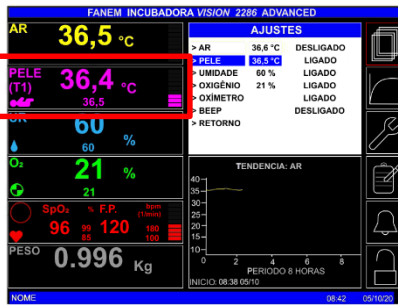 FANEM INCUBADORA VISION 2286 ADVANCED
AR
36,5 °C
PELE
(T1)
36,4 °C
36,5
UR
60 %
60
O₂
21 %
21
SpO₂ % F.P. bpm
(1/min)
96 99 120 180
85 100
PESO
0.996 Kg
AJUSTES
> AR 36,6 °C DESLIGADO
> PELE 36,5 °C LIGADO
> UMIDADE 60 % LIGADO
> OXIGÊNIO 21 % LIGADO
> OXÍMETRO LIGADO
> BEEP DESLIGADO
> RETORNO
TENDENCIA: AR
40
35
30
25
20
15
10
0 2 4 6 8
PERIODO 8 HORAS
INICIO: 08:38 05/10
NOME
08:42 05/10/20